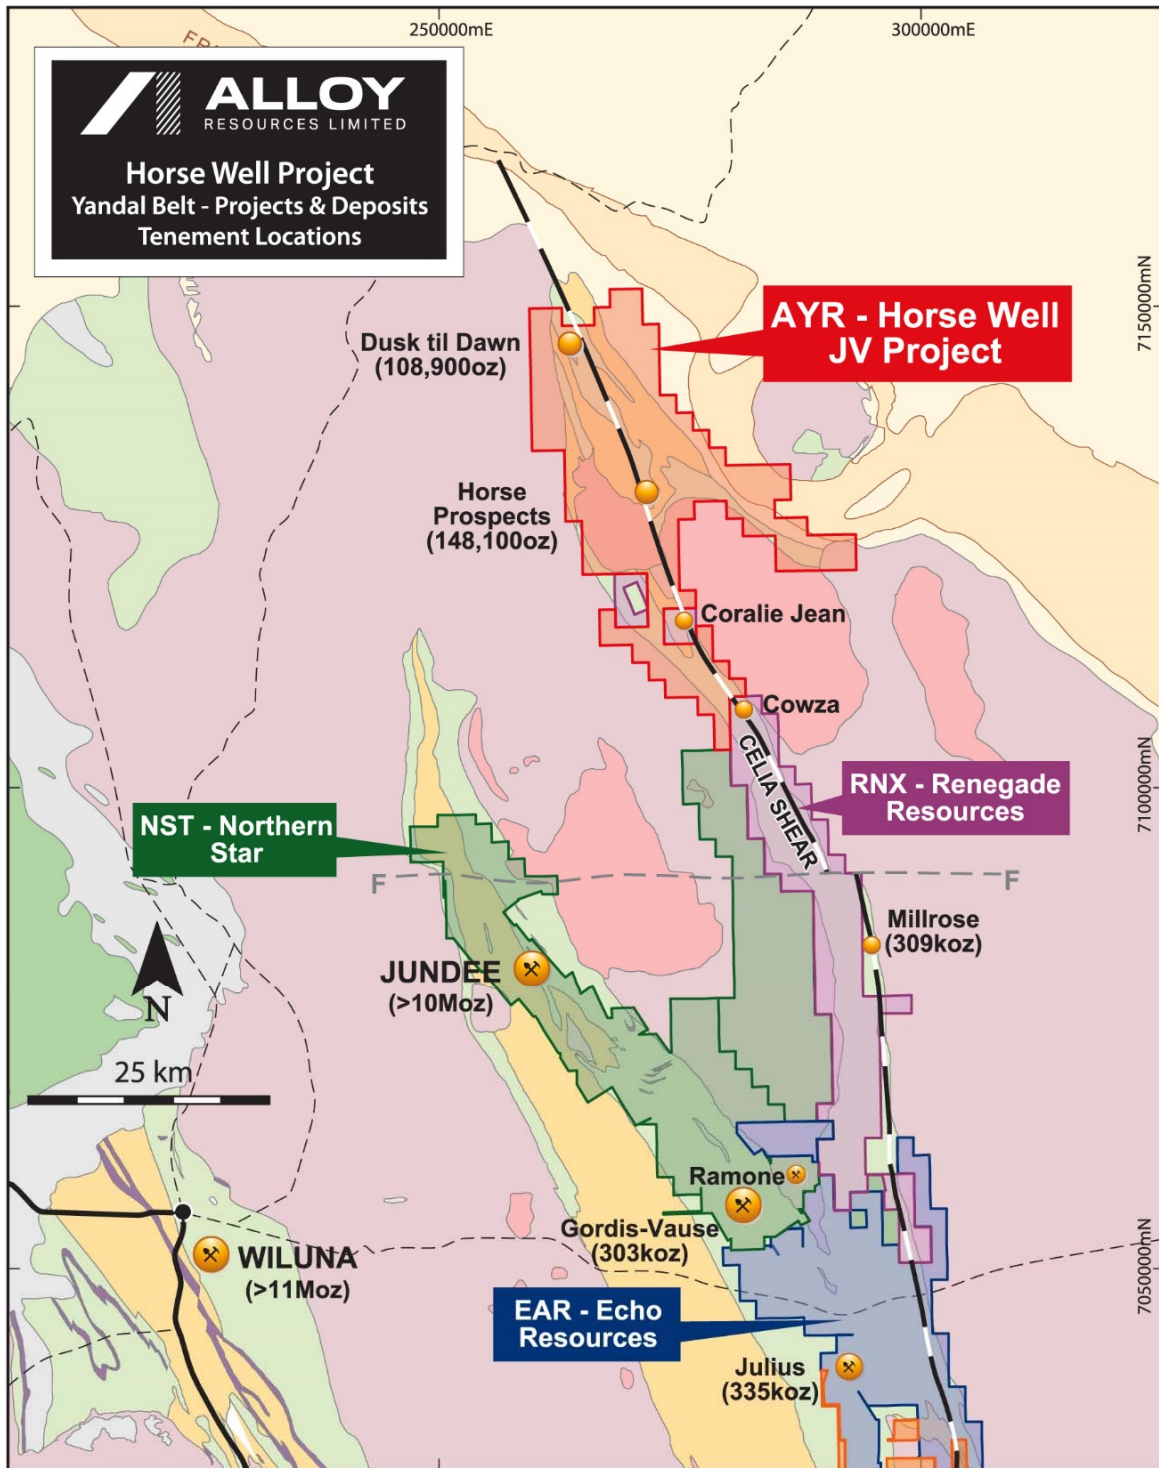 250000mE
300000mE
ALLOY
RESOURCES LIMITED
Horse Well Project
Yandal Belt - Projects & Deposits
Tenement Locations
7150000mN
AYR - Horse Well
JV Project
Dusk til Dawn
(108,900oz)
Horse
Prospects
(148,100oz)
Coralie Jean
Cowza
CELIA SHEAR
RNX - Renegade
Resources
7100000mN
NST - Northern
Star
F
F
Millrose
(309koz)
JUNDEE
(>10Moz)
N
25 km
Ramone
Gordis-Vause
(303koz)
WILUNA
(>11Moz)
7050000mN
EAR - Echo
Resources
Julius
(335koz)